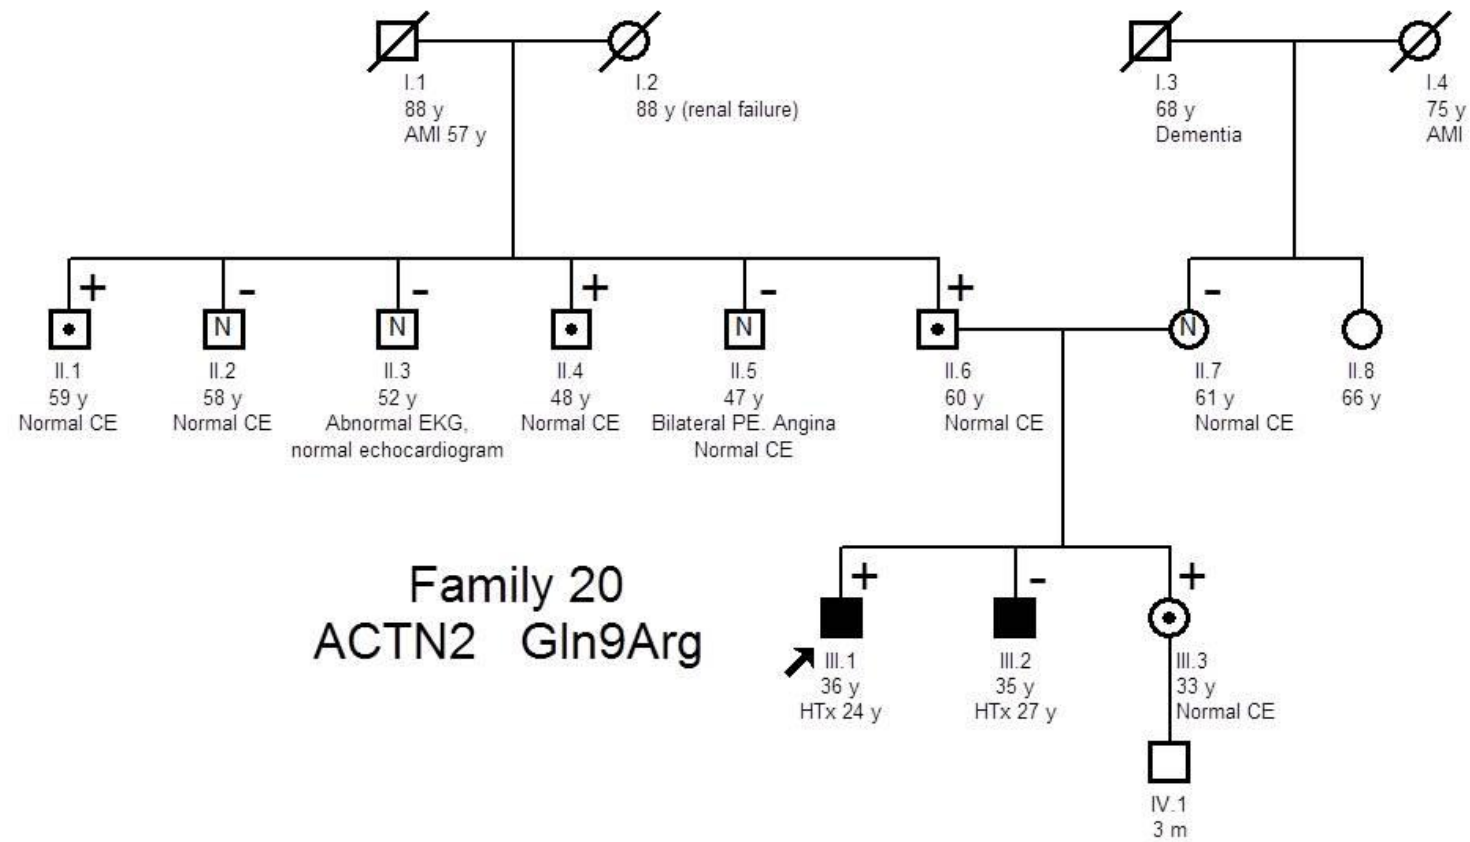 I.1
88 y
AMI 57 y
I.2
88 y (renal failure)
I.3
68 y
Dementia
I.4
75 y
AMI
+
-
-
+
-
+
-
N
N
N
N
II.1
59 y
Normal CE
II.2
58 y
Normal CE
II.3
52 y
Abnormal EKG,
normal echocardiogram
II.4
48 y
Normal CE
II.5
47 y
Bilateral PE. Angina
Normal CE
II.6
60 y
Normal CE
II.7
61 y
Normal CE
II.8
66 y
Family 20
ACTN2 Gln9Arg
+
-
+
III.1
36 y
HTx 24 y
III.2
35 y
HTx 27 y
III.3
33 y
Normal CE
IV.1
3 m